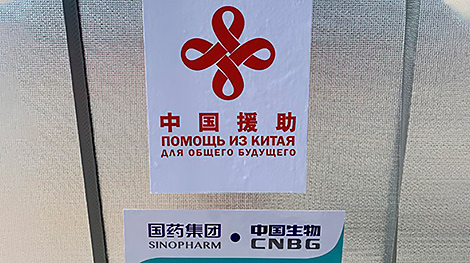 中国援助
ПОМОЩЬ ИЗ КИТАЯ
ДЛЯ ОБЩЕГО БУДУЩЕГО
国药集团 • 中国生物
SINOPHARM CNBG